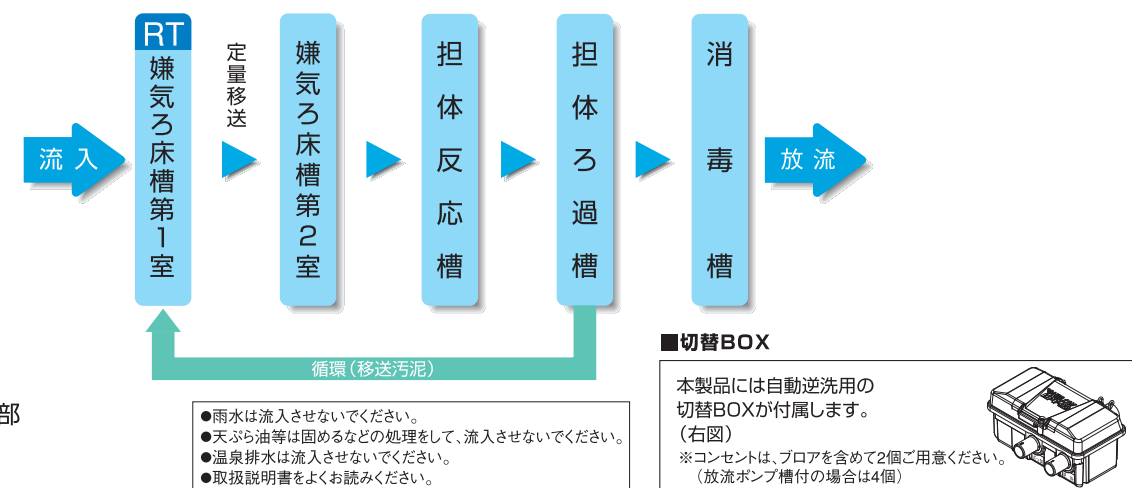 流入
RT
嫌気ろ床槽第1室
定量移送
嫌気ろ床槽第2室
担体反応槽
担体ろ過槽
消毒槽
放流
循環(移送汚泥)
部
●雨水は流入させないでください。
●天ぷら油等は固めるなどの処理をして、流入させないでください。
●温泉排水は流入させないでください。
●取扱説明書をよくお読みください。
■切替BOX
本製品には自動逆洗用の
切替BOXが付属します。
(右図)
※コンセントは、ブロアを含めて2個ご用意ください。
(放流ポンプ槽付の場合は4個)